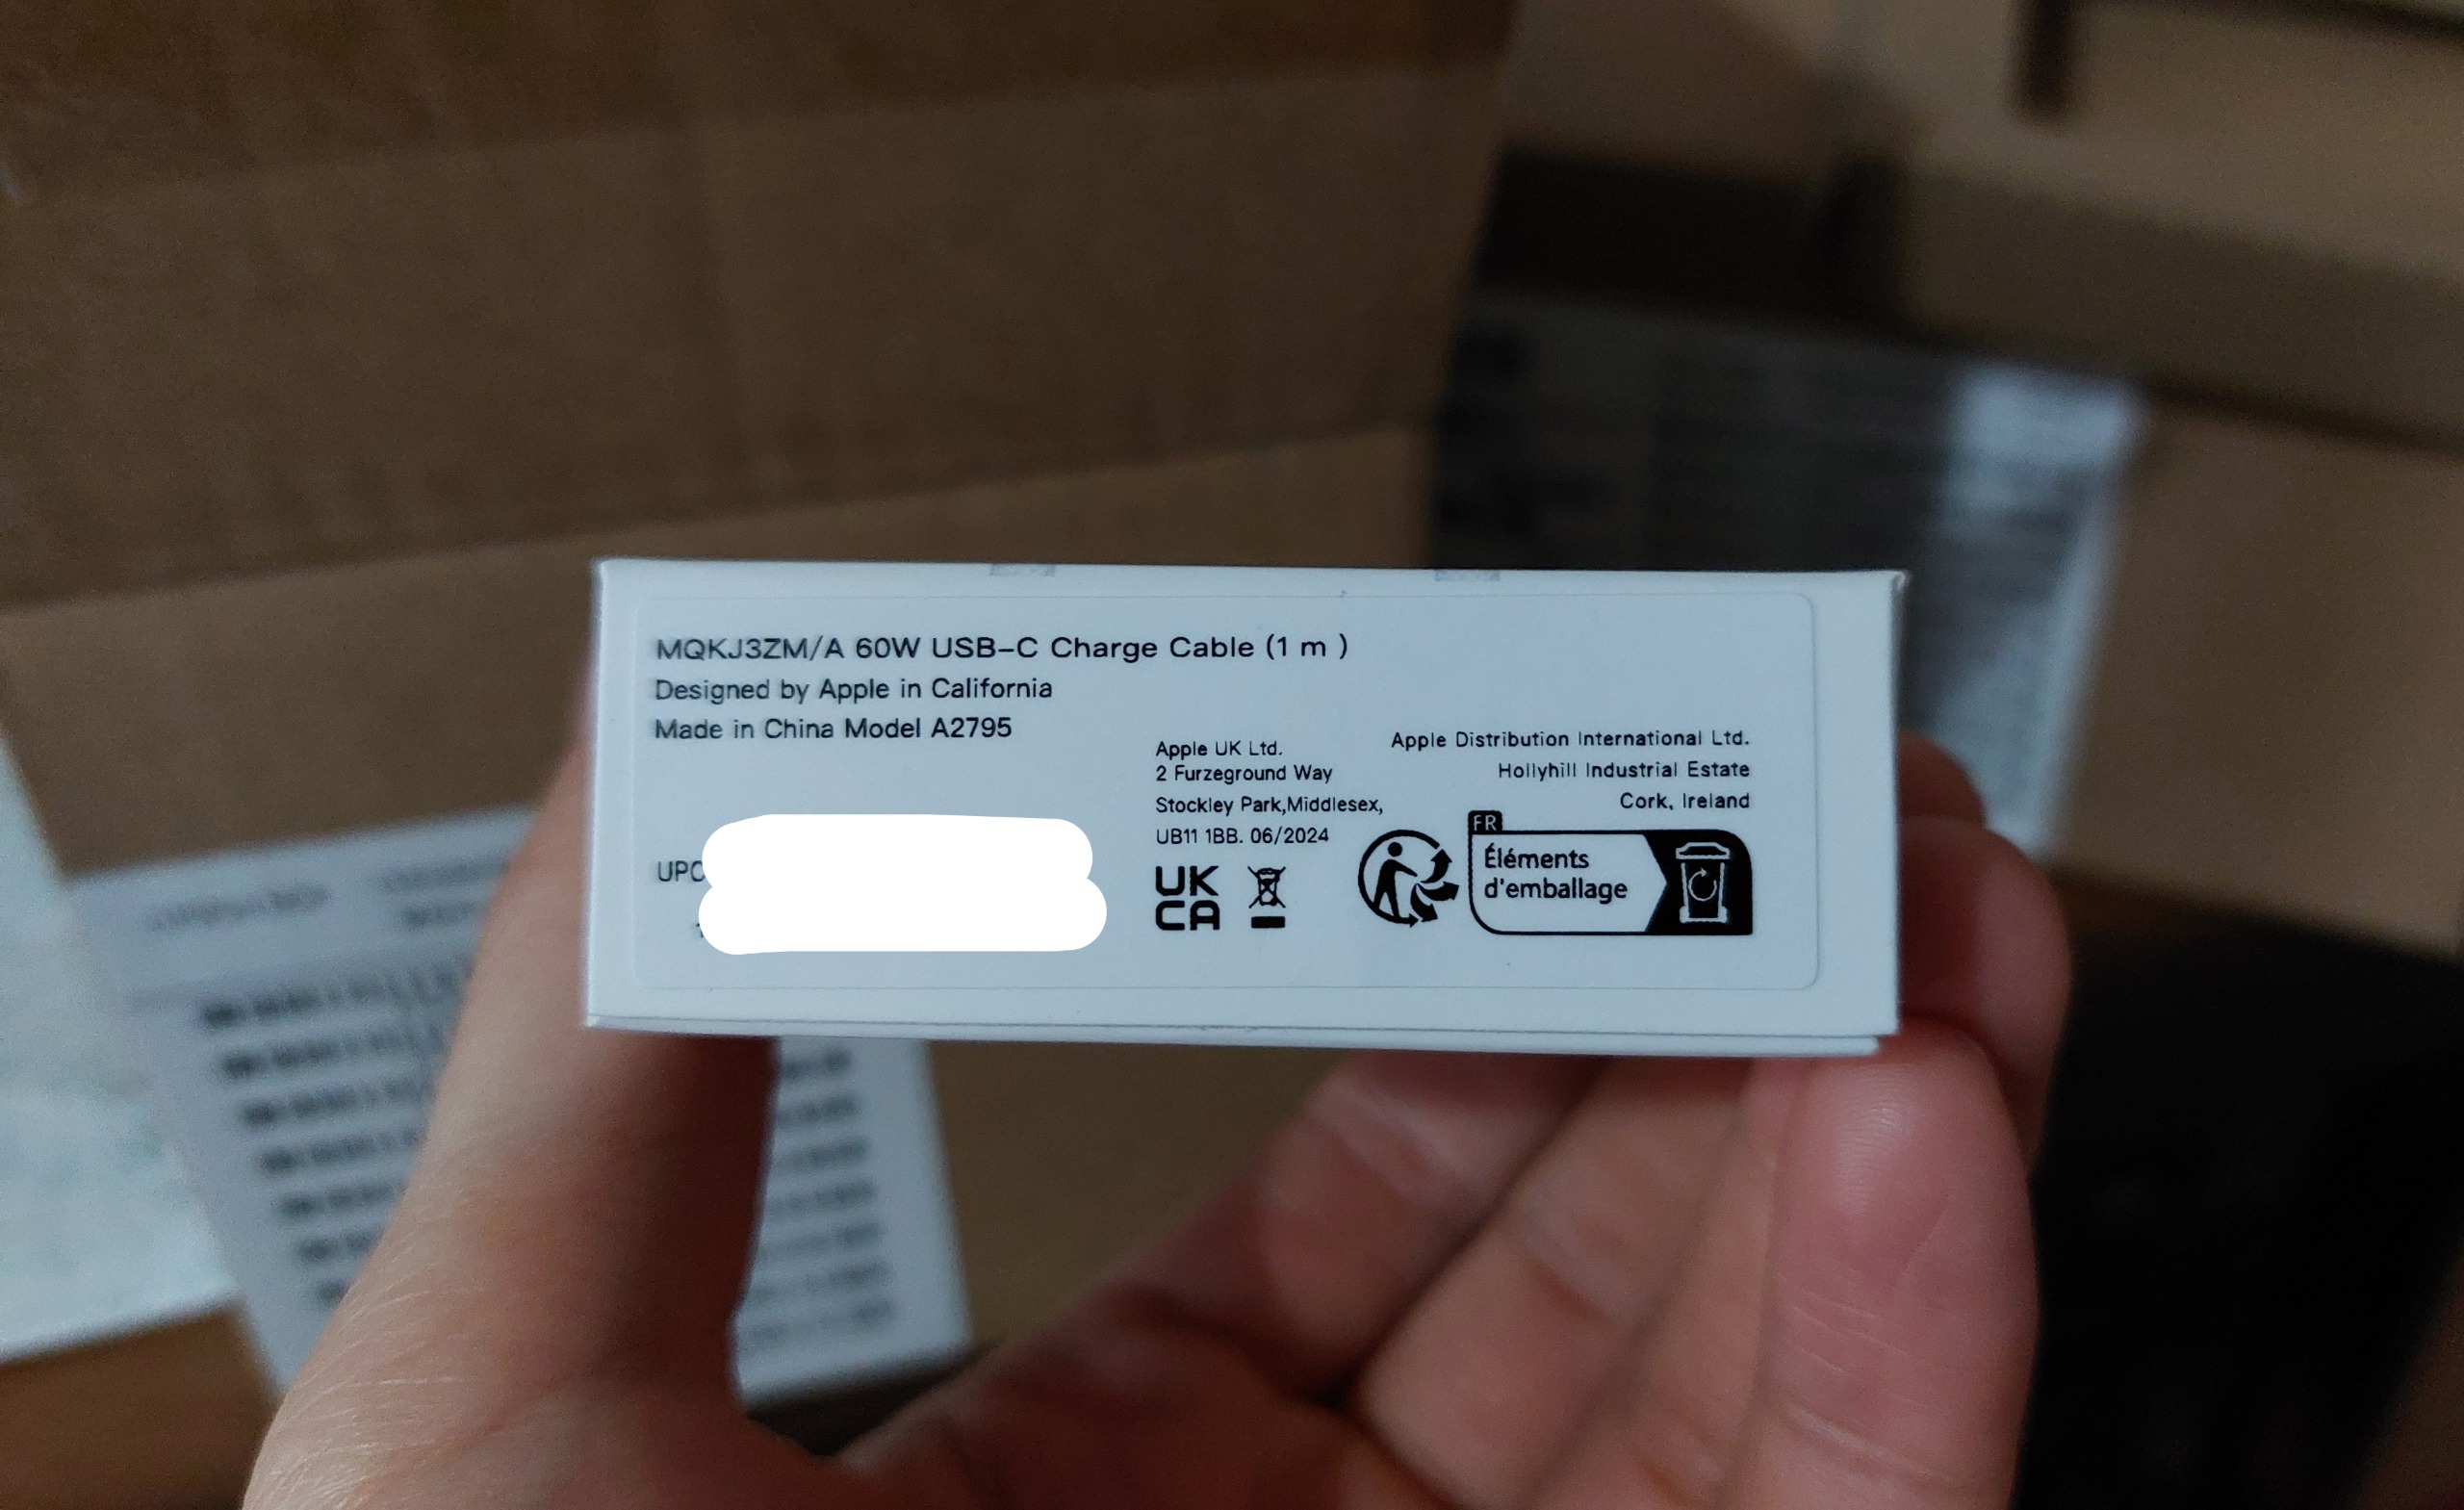 MQKJ3ZM/A 60W USB-C Charge Cable (1 m )
Designed by Apple in California
Made in China Model A2795
Apple UK Ltd.
2 Furzeground Way
Stockley Park,Middlesex,
UB11 1BB. 06/2024
Apple Distribution International Ltd.
Hollyhill Industrial Estate
Cork, Ireland
UPC
UK
CA
FR
Éléments
d'emballage